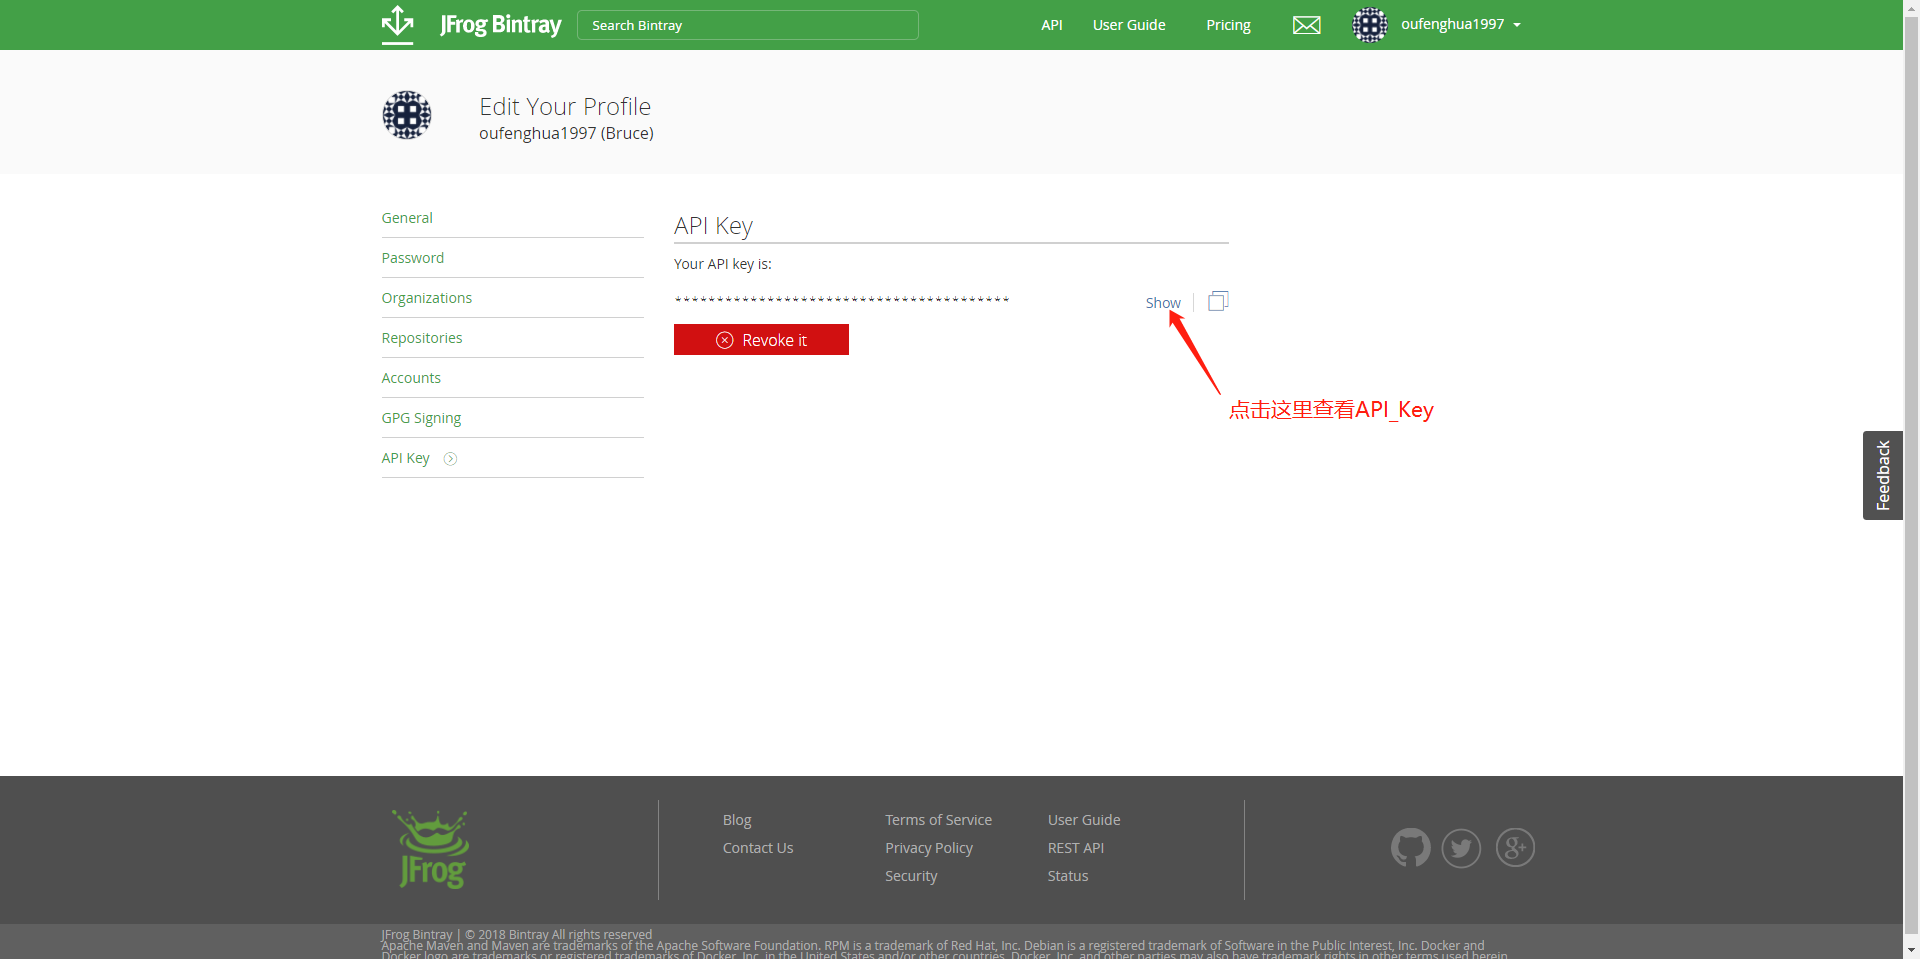 JFrog Bintray
Search Bintray
API
User Guide
Pricing
oufenghua1997
Edit Your Profile
oufenghua1997 (Bruce)
General
Password
Organizations
Repositories
Accounts
GPG Signing
API Key
API Key
Your API key is:
****************************************
Show
Revoke it
点击这里查看API_Key
Feedback
JFrog
Blog
Contact Us
Terms of Service
Privacy Policy
Security
User Guide
REST API
Status
JFrog Bintray | © 2018 Bintray All rights reserved
Apache Maven and Maven are trademarks of the Apache Software Foundation. RPM is a trademark of Red Hat, Inc. Debian is a registered trademark of Software in the Public Interest, Inc. Docker and
Docker logo are trademarks or registered trademarks of Docker, Inc. in the United States and/or other countries. Docker, Inc. and other parties may also have trademark rights in other terms used herein.